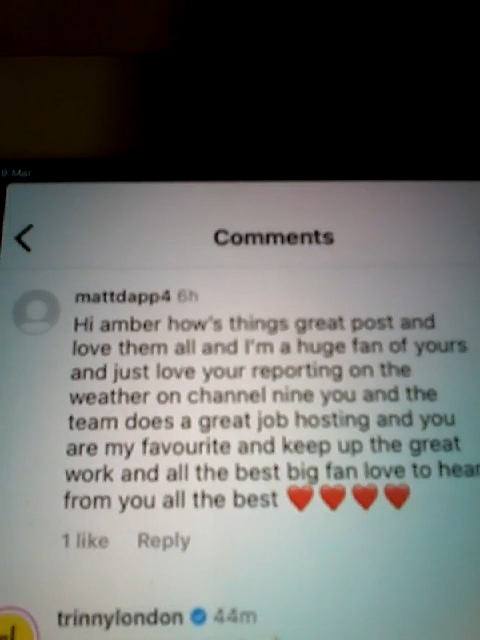 9 Mar
Comments
mattdapp4 6h
Hi amber how's things great post and
love them all and I'm a huge fan of yours
and just love your reporting on the
weather on channel nine you and the
team does a great job hosting and you
are my favourite and keep up the great
work and all the best big fan love to hear
from you all the best ❤️❤️❤️❤️
1 like Reply
trinnylondon 44m